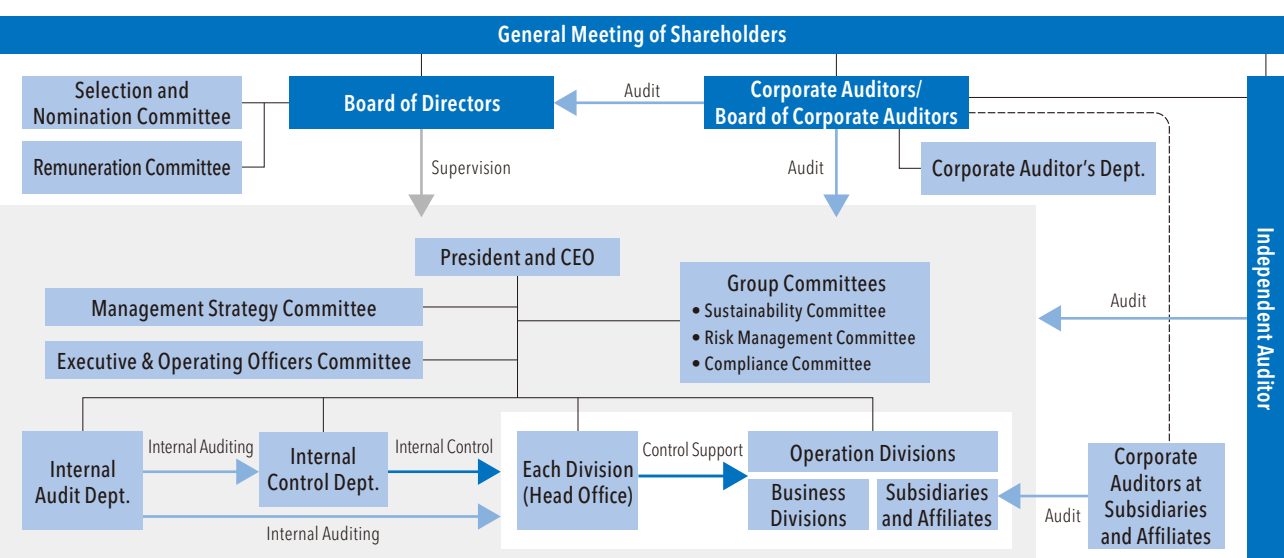 General Meeting of Shareholders
Selection and
Nomination Committee
Remuneration Committee
Board of Directors
Audit
Corporate Auditors/
Board of Corporate Auditors
Supervision
Audit
Corporate Auditor's Dept.
Independent Auditor
President and CEO
Management Strategy Committee
Executive & Operating Officers Committee
Group Committees
• Sustainability Committee
• Risk Management Committee
• Compliance Committee
Audit
Internal
Audit Dept.
Internal Auditing
Internal
Control Dept.
Internal Control
Internal Auditing
Each Division
(Head Office)
Control Support
Operation Divisions
Business
Divisions
Subsidiaries
and Affiliates
Audit
Corporate
Auditors at
Subsidiaries
and Affiliates